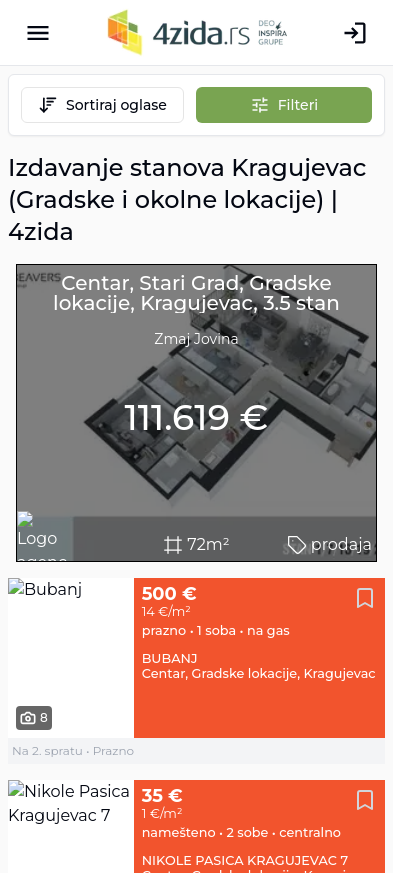 4zida.rs DEO INSPIRA GRUPE
Sortiraj oglase
Filteri
Izdavanje stanova Kragujevac
(Gradske i okolne lokacije) |
4zida
BEAVERS
Centar, Stari Grad, Gradske
lokacije, Kragujevac, 3.5 stan
Zmaj Jovina
111.619 €
Logo
72m²
prodaja
Bubanj
500 €
14 €/m²
prazno • 1 soba • na gas
BUBANJ
Centar, Gradske lokacije, Kragujevac
8
Na 2. spratu • Prazno
Nikole Pasica
Kragujevac 7
35 €
1 €/m²
namešteno • 2 sobe • centralno
NIKOLE PASICA KRAGUJEVAC 7